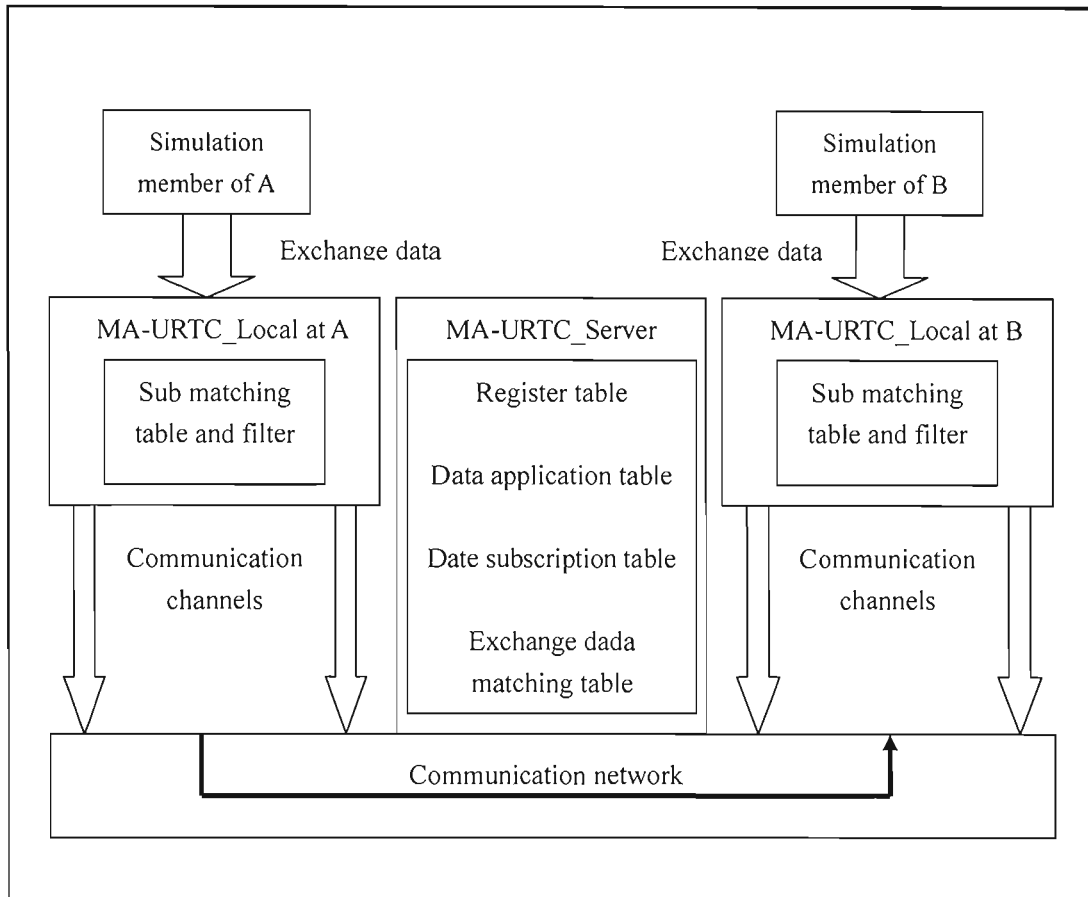 Simulation
member of A
Simulation
member of B
Exchange data
Exchange data
MA-URTC_Local at A
MA-URTC_Server
MA-URTC_Local at B
Sub matching
table and filter
Register table
Data application table
Date subscription table
Exchange dada
matching table
Sub matching
table and filter
Communication
channels
Communication
channels
Communication network